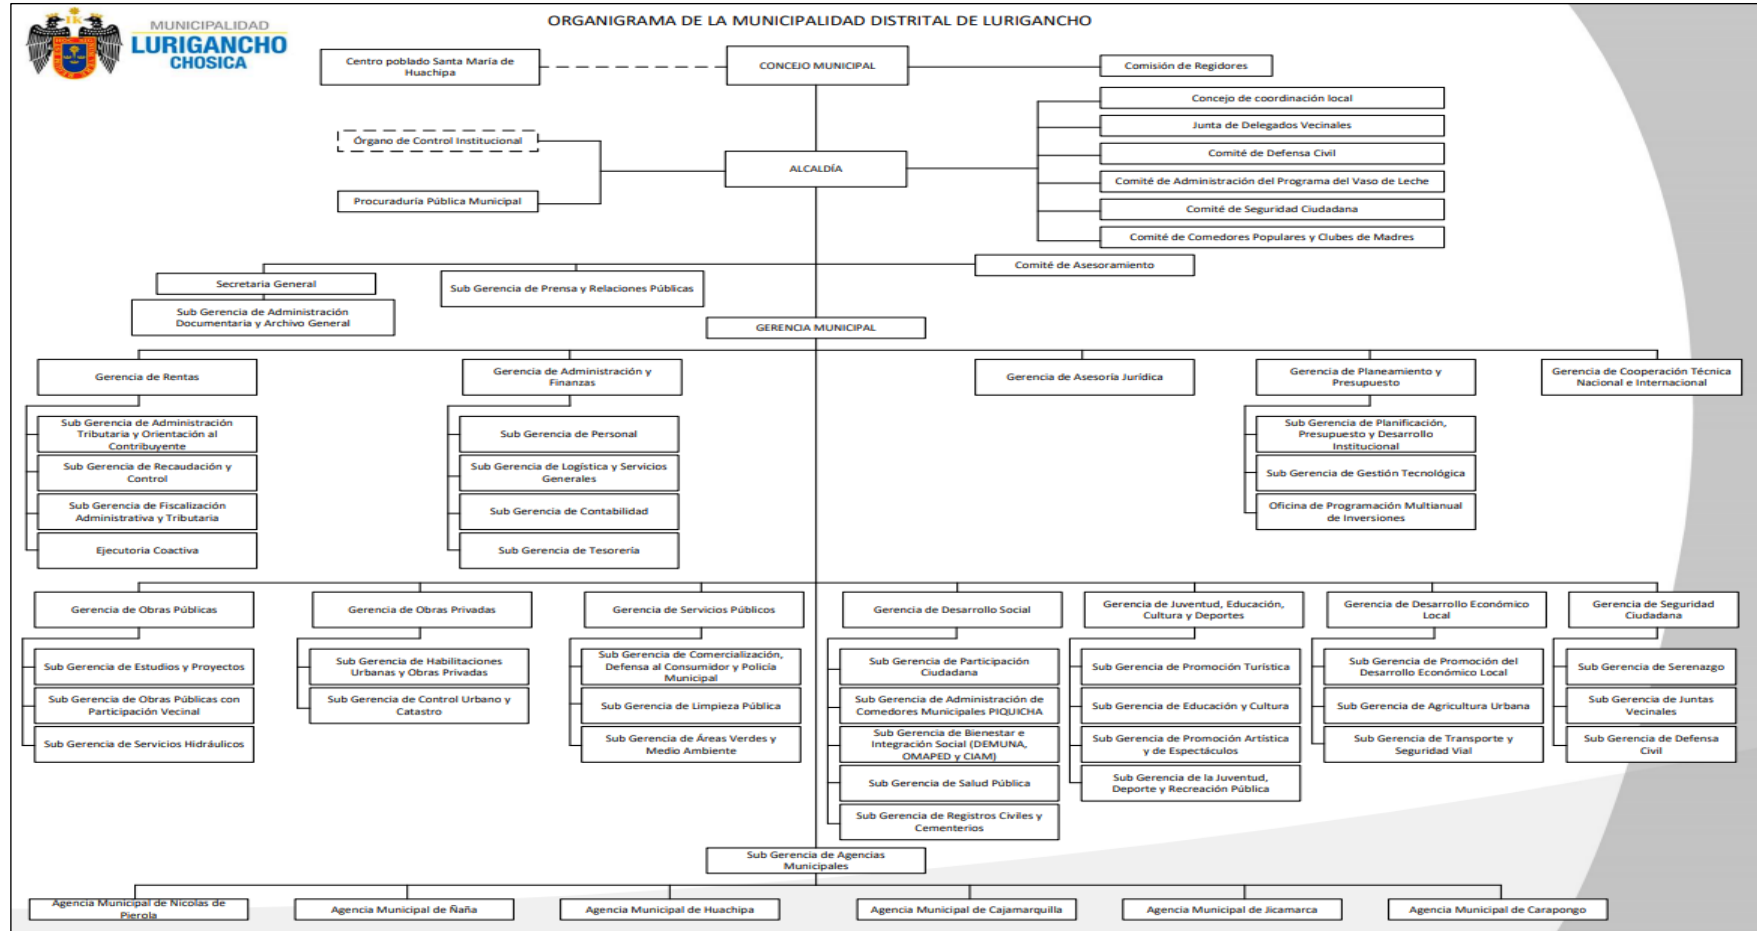 MUNICIPALIDAD
LURIGANCHO
CHOSICA
ORGANIGRAMA DE LA MUNICIPALIDAD DISTRITAL DE LURIGANCHO
Centro poblado Santa María de
Huachipa
CONCEJO MUNICIPAL
Comisión de Regidores
Concejo de coordinación local
Junta de Delegados Vecinales
Órgano de Control Institucional
Comité de Defensa Civil
ALCALDÍA
Comité de Administración del Programa del Vaso de Leche
Procuraduría Pública Municipal
Comité de Seguridad Ciudadana
Comité de Comedores Populares y Clubes de Madres
Comité de Asesoramiento
Secretaria General
Sub Gerencia de Prensa y Relaciones Públicas
Sub Gerencia de Administración
Documentaria y Archivo General
GERENCIA MUNICIPAL
Gerencia de Rentas
Gerencia de Administración y
Finanzas
Gerencia de Asesoría Jurídica
Gerencia de Planeamiento y
Presupuesto
Gerencia de Cooperación Técnica
Nacional e Internacional
Sub Gerencia de Administración
Tributaria y Orientación al
Contribuyente
Sub Gerencia de Recaudación y
Control
Sub Gerencia de Fiscalización
Administrativa y Tributaria
Ejecutoria Coactiva
Sub Gerencia de Personal
Sub Gerencia de Logística y Servicios
Generales
Sub Gerencia de Contabilidad
Sub Gerencia de Tesorería
Sub Gerencia de Planificación,
Presupuesto y Desarrollo
Institucional
Sub Gerencia de Gestión Tecnológica
Oficina de Programación Multianual
de Inversiones
Gerencia de Obras Públicas
Gerencia de Obras Privadas
Gerencia de Servicios Públicos
Gerencia de Desarrollo Social
Gerencia de Juventud, Educación,
Cultura y Deportes
Gerencia de Desarrollo Económico
Local
Gerencia de Seguridad
Ciudadana
Sub Gerencia de Estudios y Proyectos
Sub Gerencia de Obras Públicas con
Participación Vecinal
Sub Gerencia de Servicios Hidráulicos
Sub Gerencia de Habilitaciones
Urbanas y Obras Privadas
Sub Gerencia de Control Urbano y
Catastro
Sub Gerencia de Comercialización,
Defensa al Consumidor y Policía
Municipal
Sub Gerencia de Limpieza Pública
Sub Gerencia de Áreas Verdes y
Medio Ambiente
Sub Gerencia de Participación
Ciudadana
Sub Gerencia de Administración de
Comedores Municipales PIQUICHA
Sub Gerencia de Bienestar e
Integración Social (DEMUNA,
OMAPED y CIAM)
Sub Gerencia de Salud Pública
Sub Gerencia de Registros Civiles y
Cementerios
Sub Gerencia de Promoción Turística
Sub Gerencia de Educación y Cultura
Sub Gerencia de Promoción Artística
y de Espectáculos
Sub Gerencia de la Juventud,
Deporte y Recreación Pública
Sub Gerencia de Promoción del
Desarrollo Económico Local
Sub Gerencia de Agricultura Urbana
Sub Gerencia de Transporte y
Seguridad Vial
Sub Gerencia de Serenazgo
Sub Gerencia de Juntas
Vecinales
Sub Gerencia de Defensa
Civil
Sub Gerencia de Agencias
Municipales
Agencia Municipal de Nicolas de
Pierola
Agencia Municipal de Ñaña
Agencia Municipal de Huachipa
Agencia Municipal de Cajamarquilla
Agencia Municipal de Jicamarca
Agencia Municipal de Carapongo